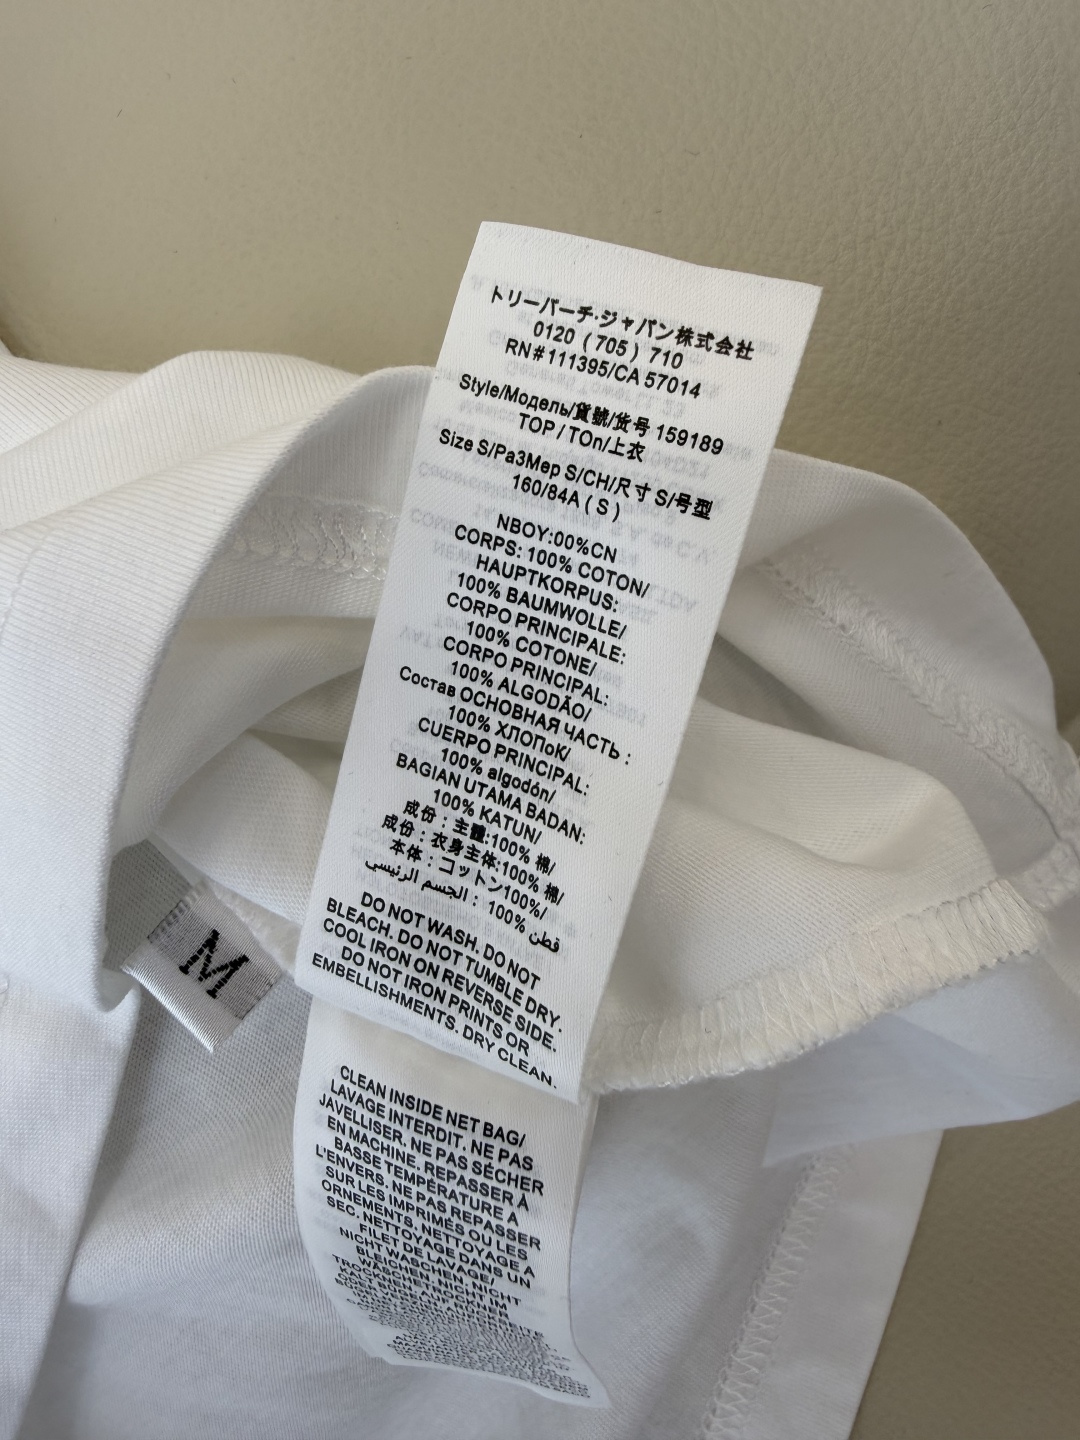 トリーバーチ·ジャパン株式会社
0120 (705) 710
RN#111395/CA 57014
Style/Модель/貨號/货号 159189
TOP / TOп/上衣
Size S/Pa3Мер S/CH/尺寸 S/号型
160/84A ( S )
NBOY:00%CN
CORPS: 100% COTON/
HAUPTKORPUS:
100% BAUMWOLLE/
CORPO PRINCIPALE:
100% COTONE/
CORPO PRINCIPAL:
100% ALGODÃO/
Состав ОСНОВНАЯ ЧАСТЬ :
100% ХЛОПоК/
CUERPO PRINCIPAL:
100% algodón/
BAGIAN UTAMA BADAN:
100% KATUN/
成份：主體:100% 棉/
成份：衣身主体:100% 棉/
本体：コットン100%/
الجسم الرئيسي : 100% قطن
DO NOT WASH. DO NOT
BLEACH. DO NOT TUMBLE DRY.
COOL IRON ON REVERSE SIDE.
DO NOT IRON PRINTS OR
EMBELLISHMENTS. DRY CLEAN.
M
CLEAN INSIDE NET BAG/
LAVAGE INTERDIT. NE PAS
JAVELLISER. NE PAS SÉCHER
EN MACHINE. REPASSER À
BASSE TEMPÉRATURE A
L'ENVERS. NE PAS REPASSER
SUR LES IMPRIMÉS OU LES
ORNEMENTS, NETTOYAGE A
SEC. NETTOYAGE DANS UN
FILET DE LAVAGE/
NICHT WASCHEN. NICHT
BLEICHEN. NICHT IM
WÄSCHETROCKNER
TROCKNEN. AUF